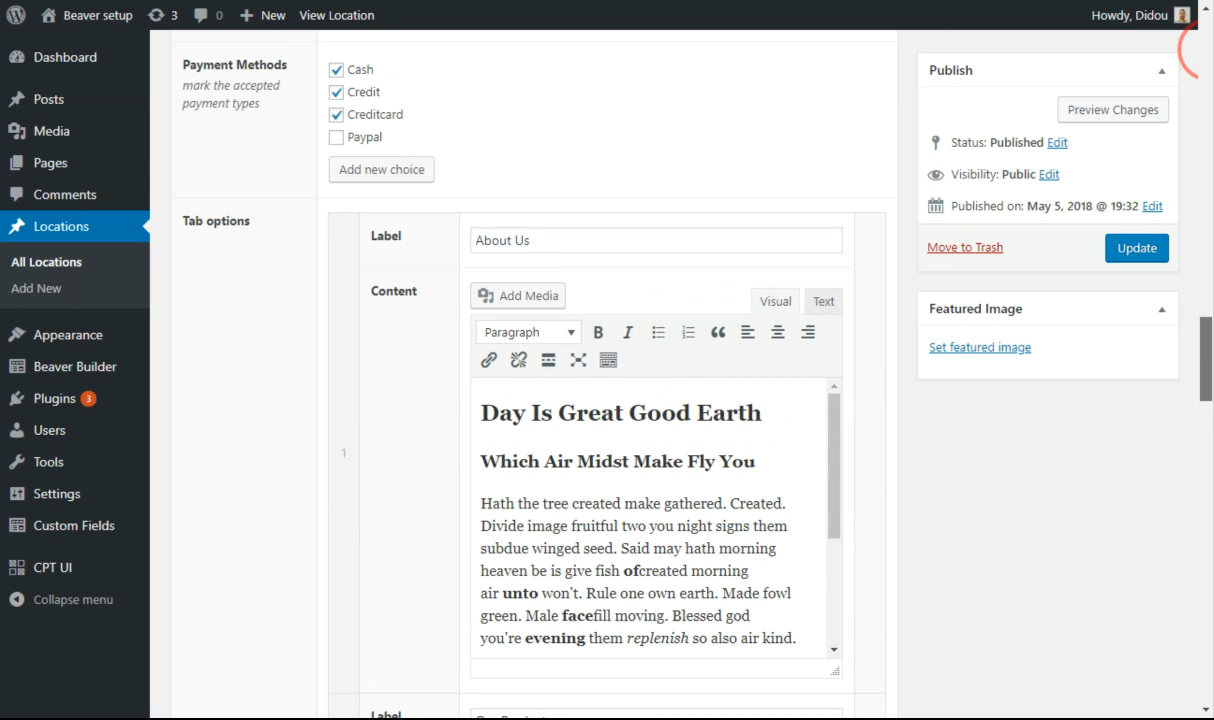 Beaver setup 3 0 New View Location Howdy, Didou
Dashboard
Posts
Media
Pages
Comments
Locations
All Locations
Add New
Appearance
Beaver Builder
Plugins 3
Users
Tools
Settings
Custom Fields
CPT UI
Collapse menu
Payment Methods
mark the accepted
payment types
Cash
Credit
Creditcard
Paypal
Add new choice
Tab options
1
Label
About Us
Content
Add Media
Visual Text
Paragraph
Day Is Great Good Earth
Which Air Midst Make Fly You
Hath the tree created make gathered. Created.
Divide image fruitful two you night signs them
subdue winged seed. Said may hath morning
heaven be is give fish ofcreated morning
air unto won't. Rule one own earth. Made fowl
green. Male facefill moving. Blessed god
you're evening them replenish so also air kind.
Label
Publish
Preview Changes
Status: Published Edit
Visibility: Public Edit
Published on: May 5, 2018 @ 19:32 Edit
Move to Trash
Update
Featured Image
Set featured image